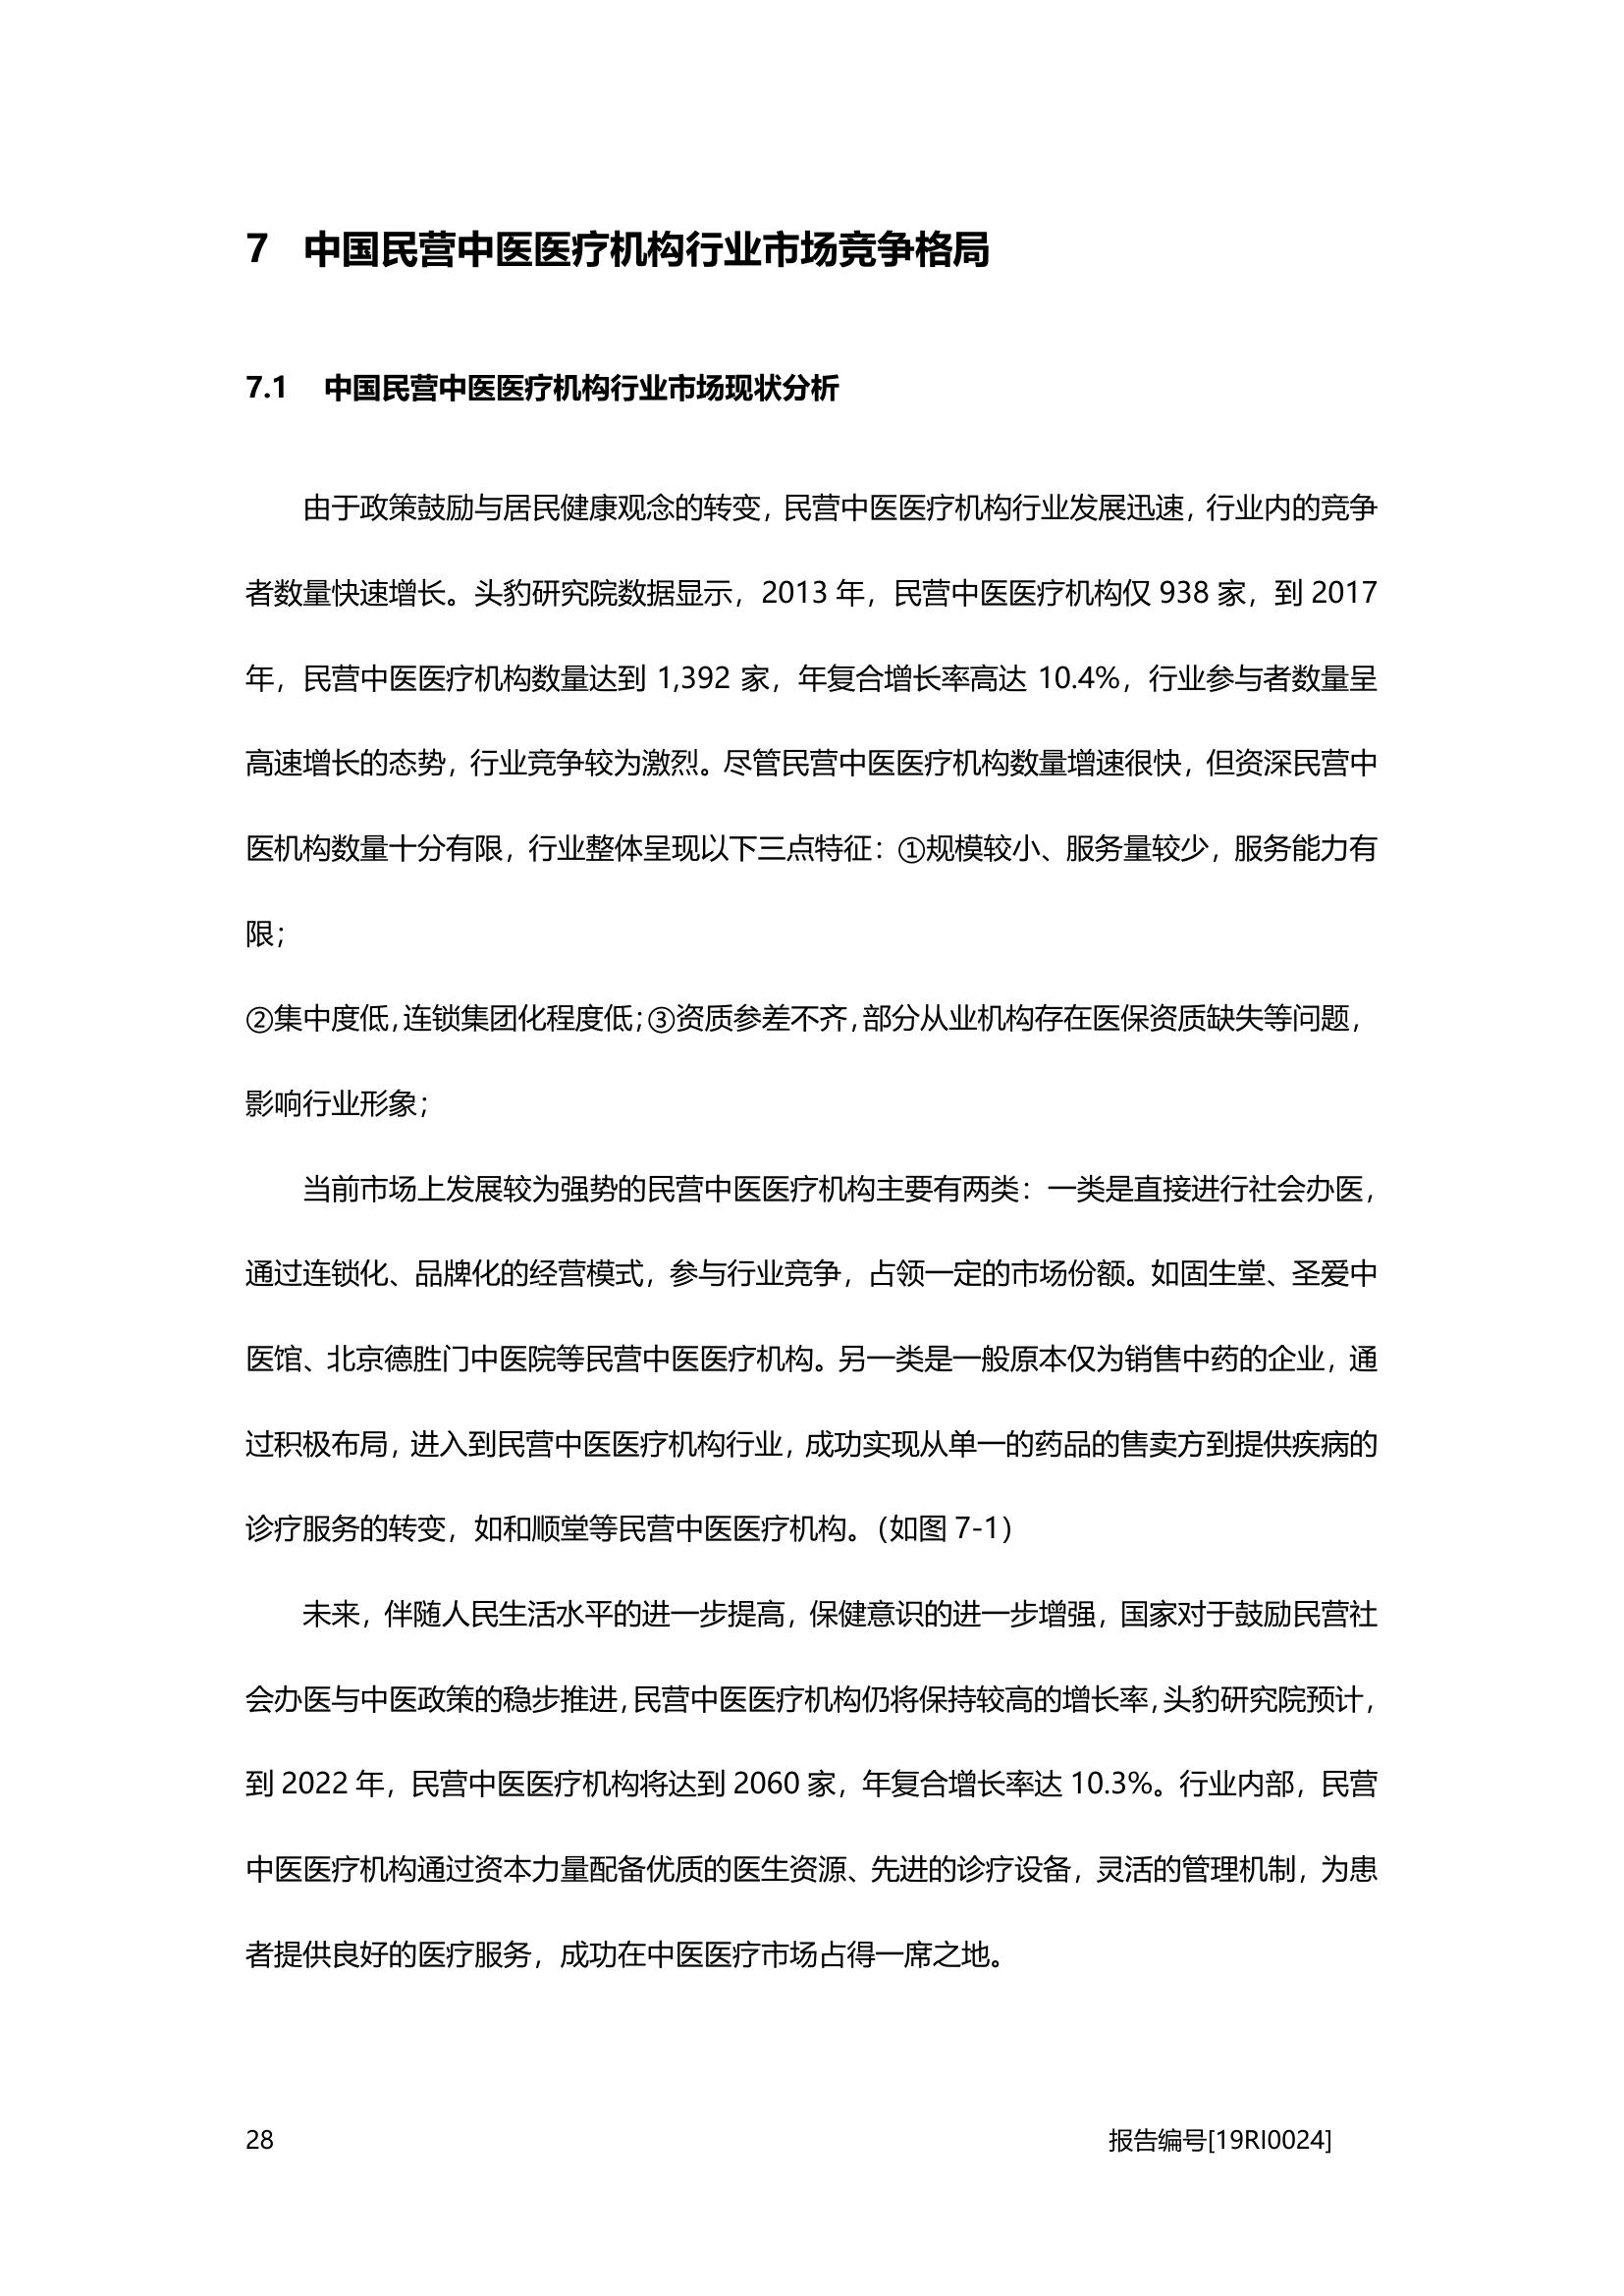 7 中国民营中医医疗机构行业市场竞争格局
7.1 中国民营中医医疗机构行业市场现状分析
由于政策鼓励与居民健康观念的转变，民营中医医疗机构行业发展迅速，行业内的竞争
者数量快速增长。头豹研究院数据显示，2013 年，民营中医医疗机构仅 938 家，到 2017
年，民营中医医疗机构数量达到 1,392 家，年复合增长率高达 10.4%，行业参与者数量呈
高速增长的态势，行业竞争较为激烈。尽管民营中医医疗机构数量增速很快，但资深民营中
医机构数量十分有限，行业整体呈现以下三点特征：①规模较小、服务量较少，服务能力有
限；
②集中度低，连锁集团化程度低；③资质参差不齐，部分从业机构存在医保资质缺失等问题，
影响行业形象；
当前市场上发展较为强势的民营中医医疗机构主要有两类：一类是直接进行社会办医，
通过连锁化、品牌化的经营模式，参与行业竞争，占领一定的市场份额。如固生堂、圣爱中
医馆、北京德胜门中医院等民营中医医疗机构。另一类是一般原本仅为销售中药的企业，通
过积极布局，进入到民营中医医疗机构行业，成功实现从单一的药品的售卖方到提供疾病的
诊疗服务的转变，如和顺堂等民营中医医疗机构。（如图 7-1）
未来，伴随人民生活水平的进一步提高，保健意识的进一步增强，国家对于鼓励民营社
会办医与中医政策的稳步推进，民营中医医疗机构仍将保持较高的增长率，头豹研究院预计，
到 2022 年，民营中医医疗机构将达到 2060 家，年复合增长率达 10.3%。行业内部，民营
中医医疗机构通过资本力量配备优质的医生资源、先进的诊疗设备，灵活的管理机制，为患
者提供良好的医疗服务，成功在中医医疗市场占得一席之地。
28 报告编号[19RI0024]